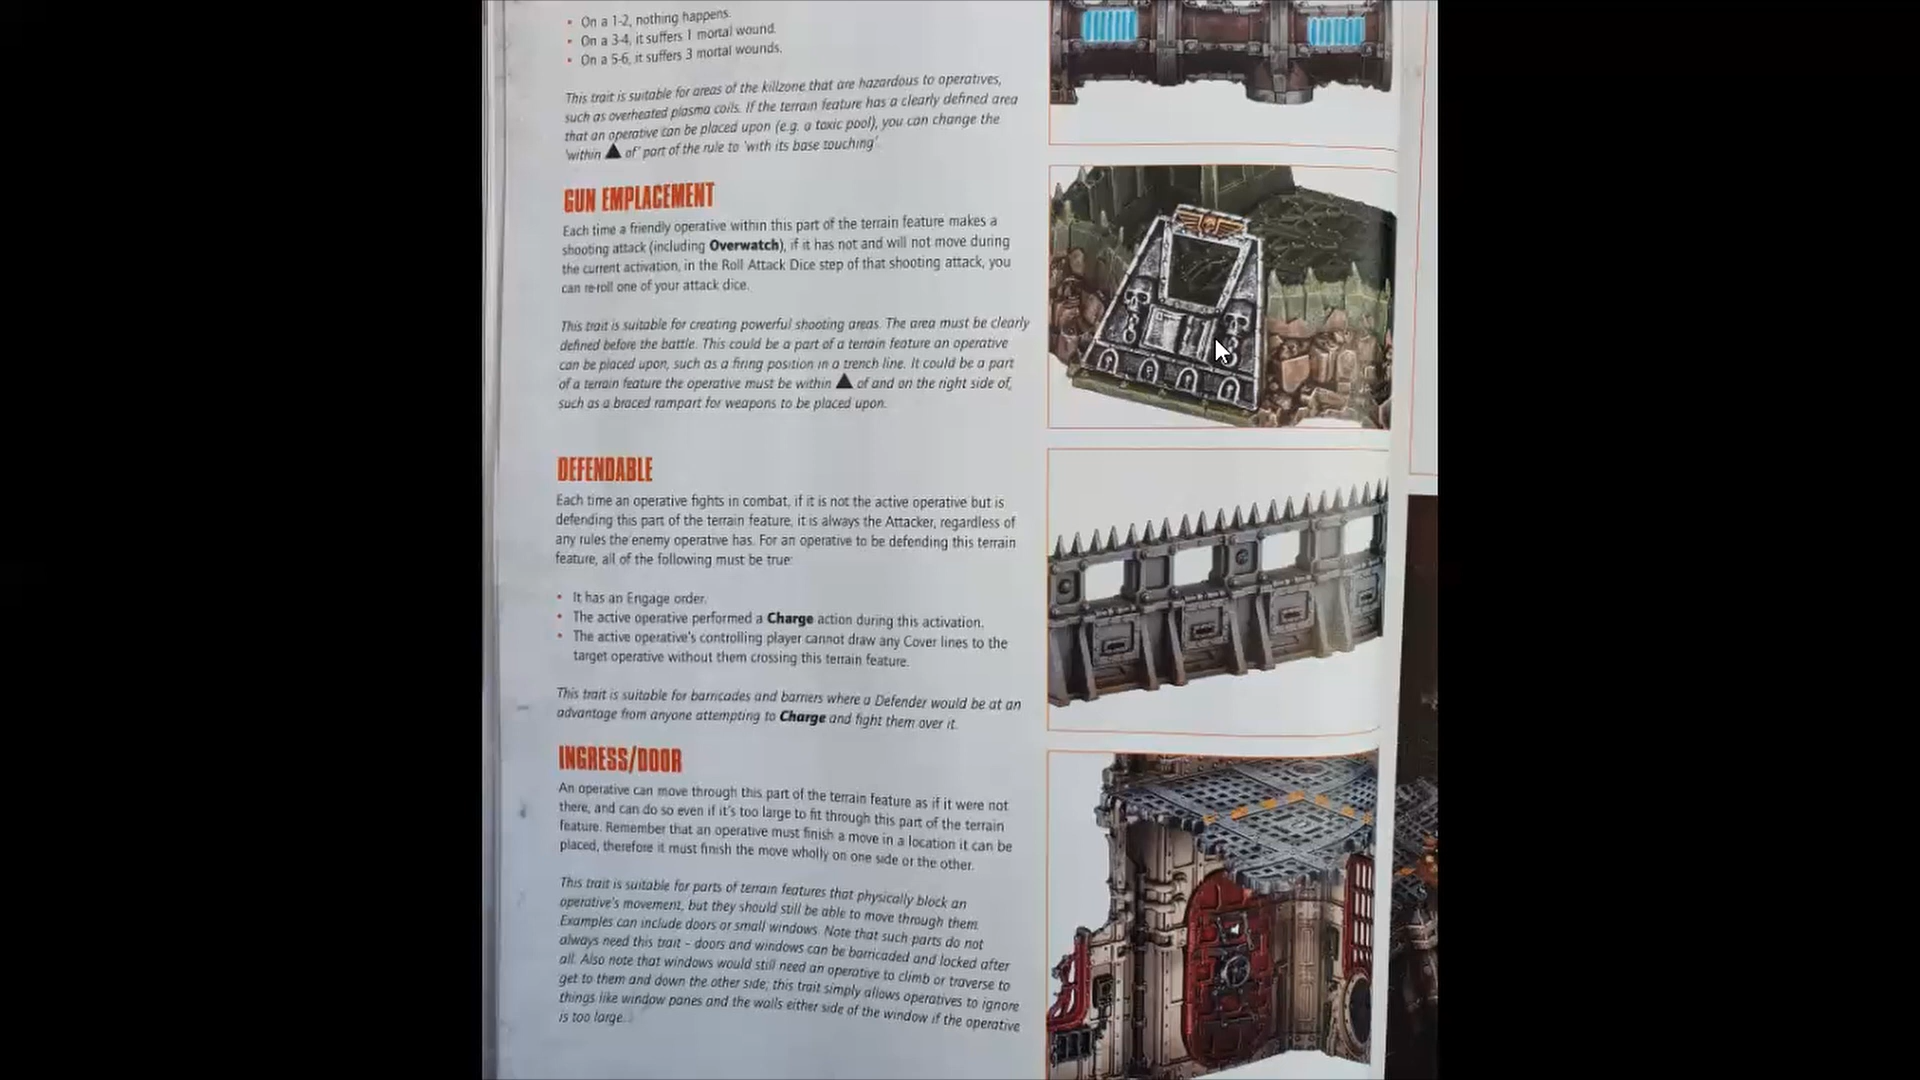 • On a 1-2, nothing happens.
• On a 3-4, it suffers 1 mortal wound.
• On a 5-6, it suffers 3 mortal wounds.
This trait is suitable for areas of the killzone that are hazardous to operatives,
such as overheated plasma coils. If the terrain feature has a clearly defined area
that an operative can be placed upon (e.g. a toxic pool), you can change the
'within ▲ of' part of the rule to 'with its base touching'
GUN EMPLACEMENT
Each time a friendly operative within this part of the terrain feature makes a
shooting attack (including Overwatch), if it has not and will not move during
the current activation, in the Roll Attack Dice step of that shooting attack, you
can re-roll one of your attack dice.
This trait is suitable for creating powerful shooting areas. The area must be clearly
defined before the battle. This could be a part of a terrain feature an operative
can be placed upon, such as a firing position in a trench line. It could be a part
of a terrain feature the operative must be within ▲ of and on the right side of,
such as a braced rampart for weapons to be placed upon.
DEFENDABLE
Each time an operative fights in combat, if it is not the active operative but is
defending this part of the terrain feature, it is always the Attacker, regardless of
any rules the enemy operative has. For an operative to be defending this terrain
feature, all of the following must be true:
• It has an Engage order.
• The active operative performed a Charge action during this activation.
• The active operative's controlling player cannot draw any Cover lines to the
target operative without them crossing this terrain feature.
This trait is suitable for barricades and barriers where a Defender would be at an
advantage from anyone attempting to Charge and fight them over it.
INGRESS/DOOR
An operative can move through this part of the terrain feature as if it were not
there, and can do so even if it's too large to fit through this part of the terrain
feature. Remember that an operative must finish a move in a location it can be
placed, therefore it must finish the move wholly on one side or the other.
This trait is suitable for parts of terrain features that physically block an
operative's movement, but they should still be able to move through them.
Examples can include doors or small windows. Note that such parts do not
always need this trait - doors and windows can be barricaded and locked after
all. Also note that windows would still need an operative to climb or traverse to
get to them and down the other side; this trait simply allows operatives to ignore
things like window panes and the walls either side of the window if the operative
is too large.